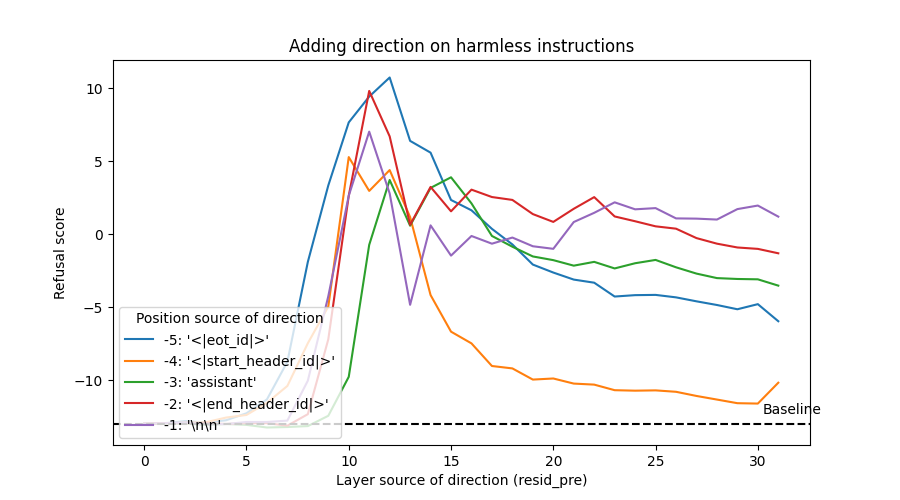 Adding direction on harmless instructions
Refusal score
10
5
0
−5
−10
Position source of direction
-5: '<|eot_id|>'
-4: '<|start_header_id|>'
-3: 'assistant'
-2: '<|end_header_id|>'
-1: '\n\n'
Baseline
0 5 10 15 20 25 30
Layer source of direction (resid_pre)